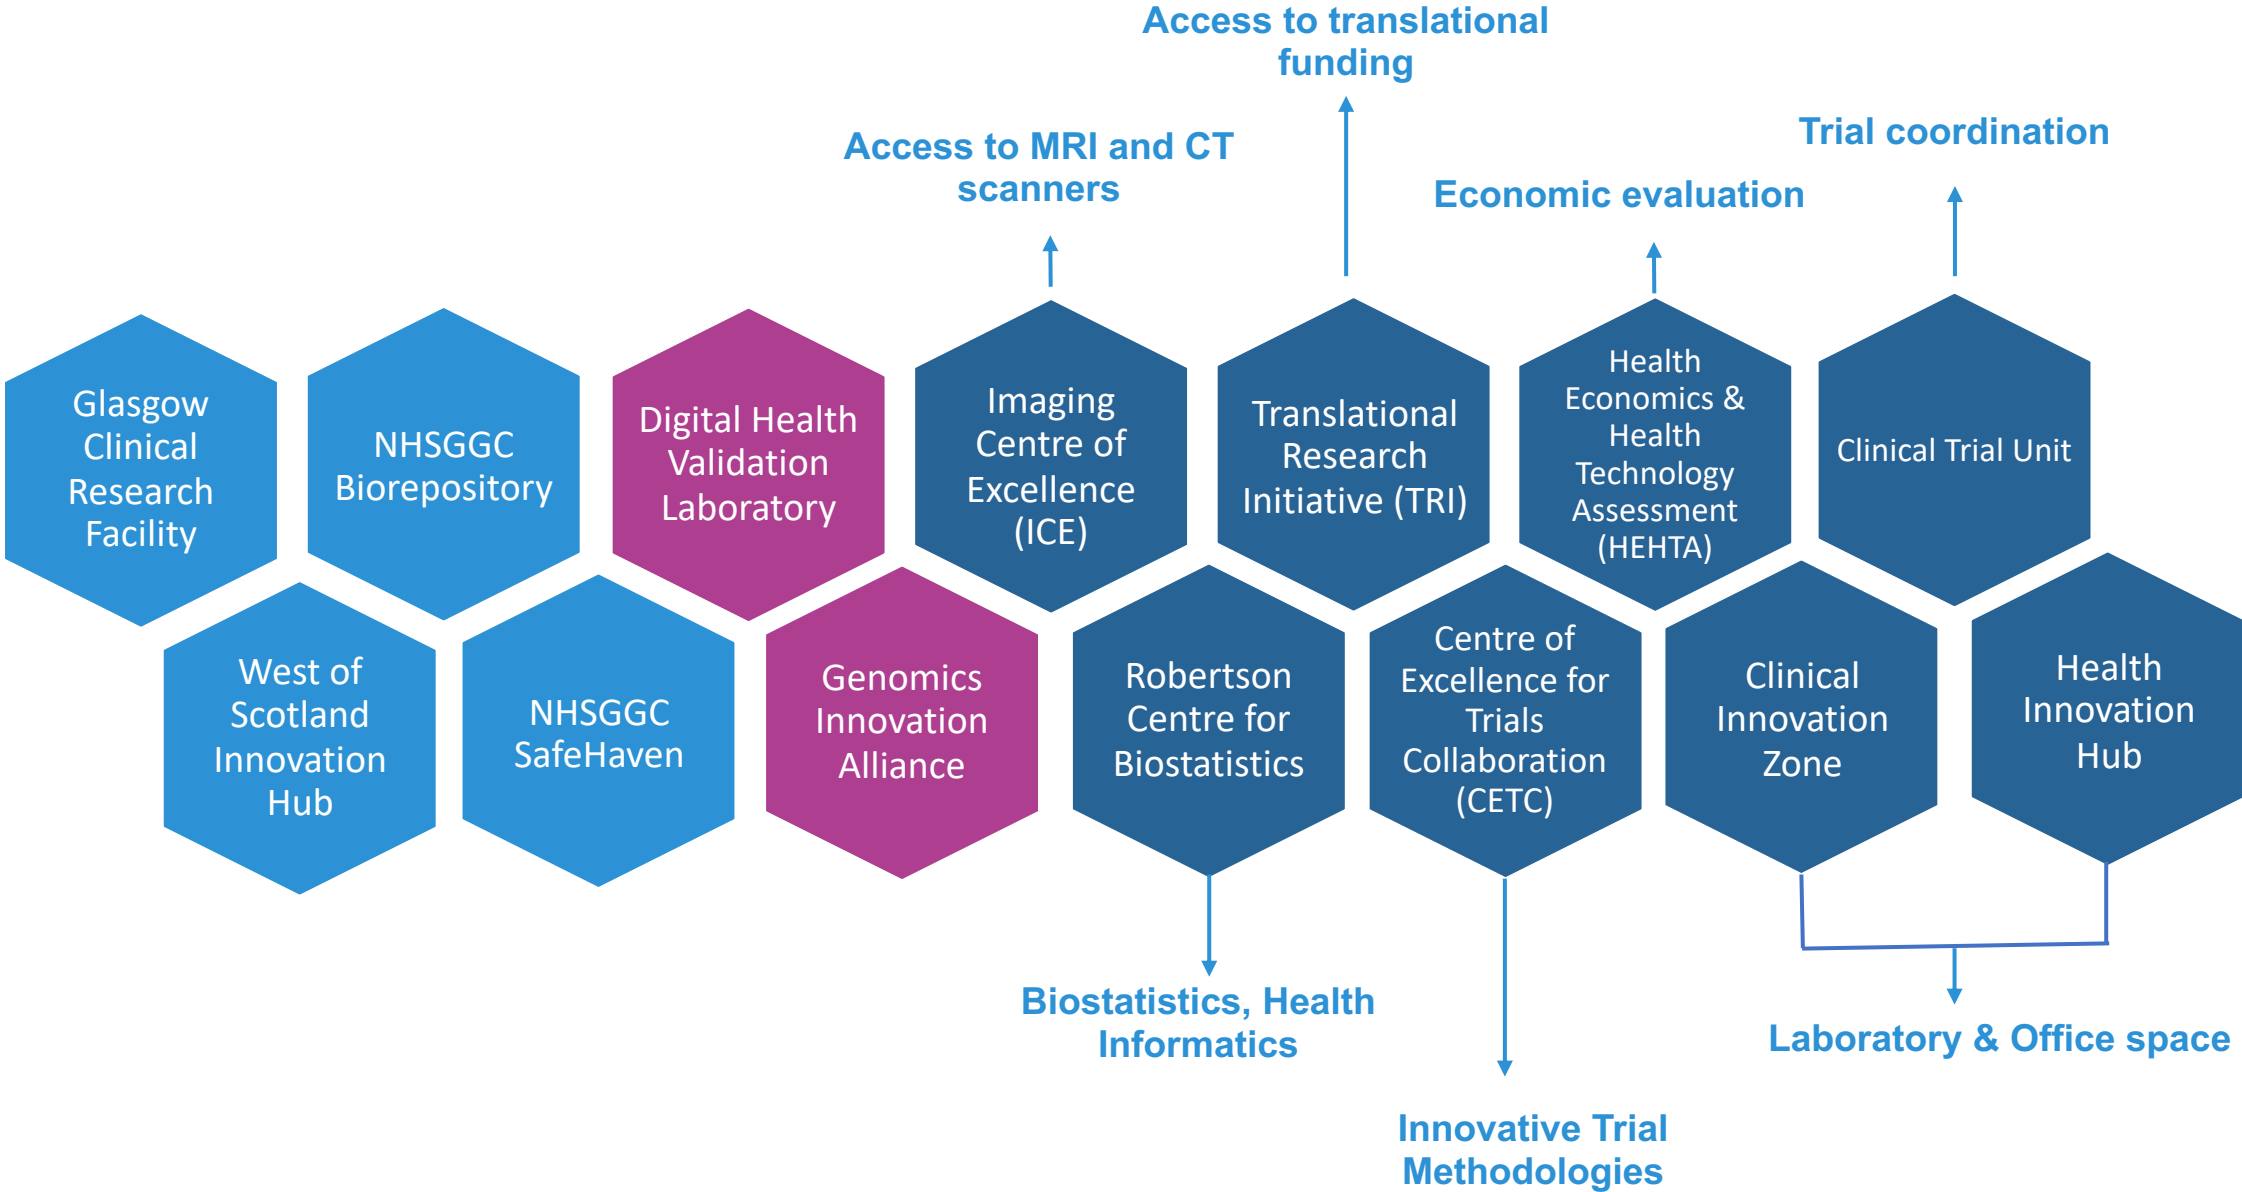 Access to translational
funding
Access to MRI and CT
scanners
Economic evaluation
Trial coordination
Glasgow
Clinical
Research
Facility
NHSGGC
Biorepository
Digital Health
Validation
Laboratory
Imaging
Centre of
Excellence
(ICE)
Translational
Research
Initiative (TRI)
Health
Economics &
Health
Technology
Assessment
(HEHTA)
Clinical Trial Unit
West of
Scotland
Innovation
Hub
NHSGGC
SafeHaven
Genomics
Innovation
Alliance
Robertson
Centre for
Biostatistics
Centre of
Excellence for
Trials
Collaboration
(CETC)
Clinical
Innovation
Zone
Health
Innovation
Hub
Biostatistics, Health
Informatics
Innovative Trial
Methodologies
Laboratory & Office space